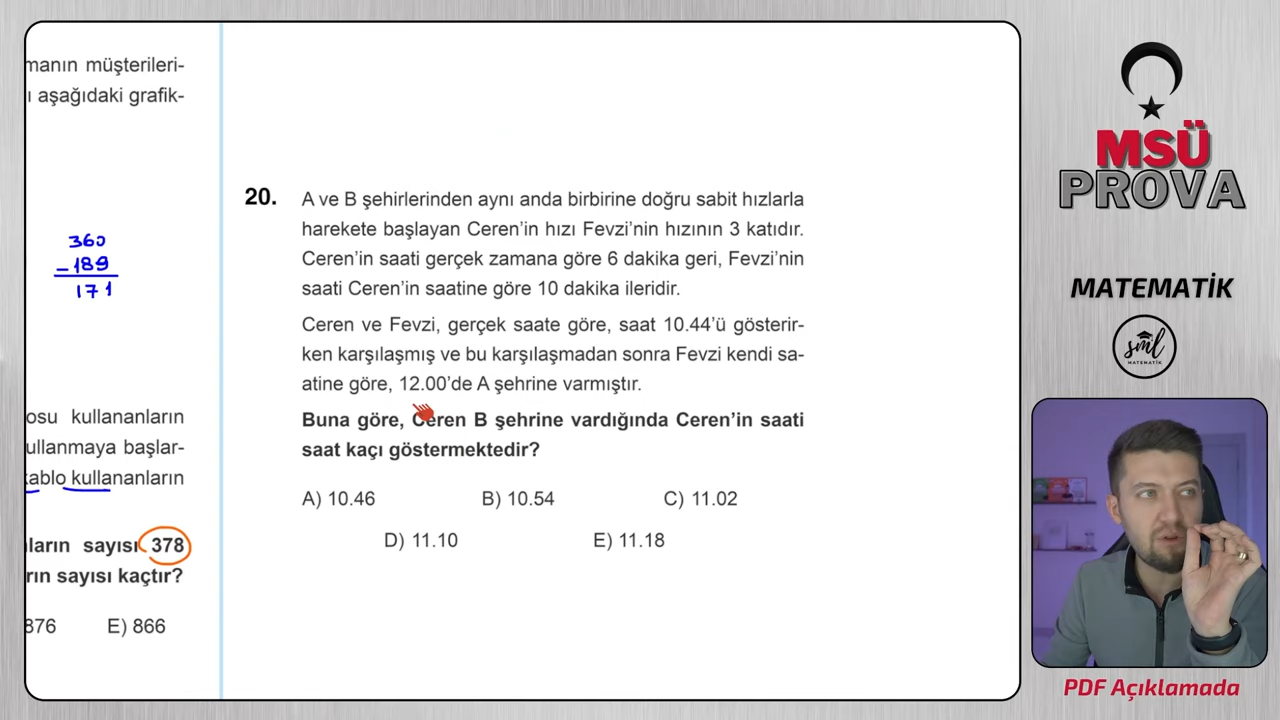 manın müşterileri-
ı aşağıdaki grafik-
360
-189
171
osu kullananların
ullanmaya başlar-
kablo kullananların
ların sayısı 378
rın sayısı kaçtır?
876 E) 866
20. A ve B şehirlerinden aynı anda birbirine doğru sabit hızlarla
harekete başlayan Ceren'in hızı Fevzi'nin hızının 3 katıdır.
Ceren'in saati gerçek zamana göre 6 dakika geri, Fevzi'nin
saati Ceren'in saatine göre 10 dakika ileridir.
Ceren ve Fevzi, gerçek saate göre, saat 10.44'ü gösterir-
ken karşılaşmış ve bu karşılaşmadan sonra Fevzi kendi sa-
atine göre, 12.00'de A şehrine varmıştır.
Buna göre, Ceren B şehrine vardığında Ceren'in saati
saat kaçı göstermektedir?
A) 10.46 B) 10.54 C) 11.02
D) 11.10 E) 11.18
MSÜ
PROVA
MATEMATİK
sml
MATEMATİK
PDF Açıklamada